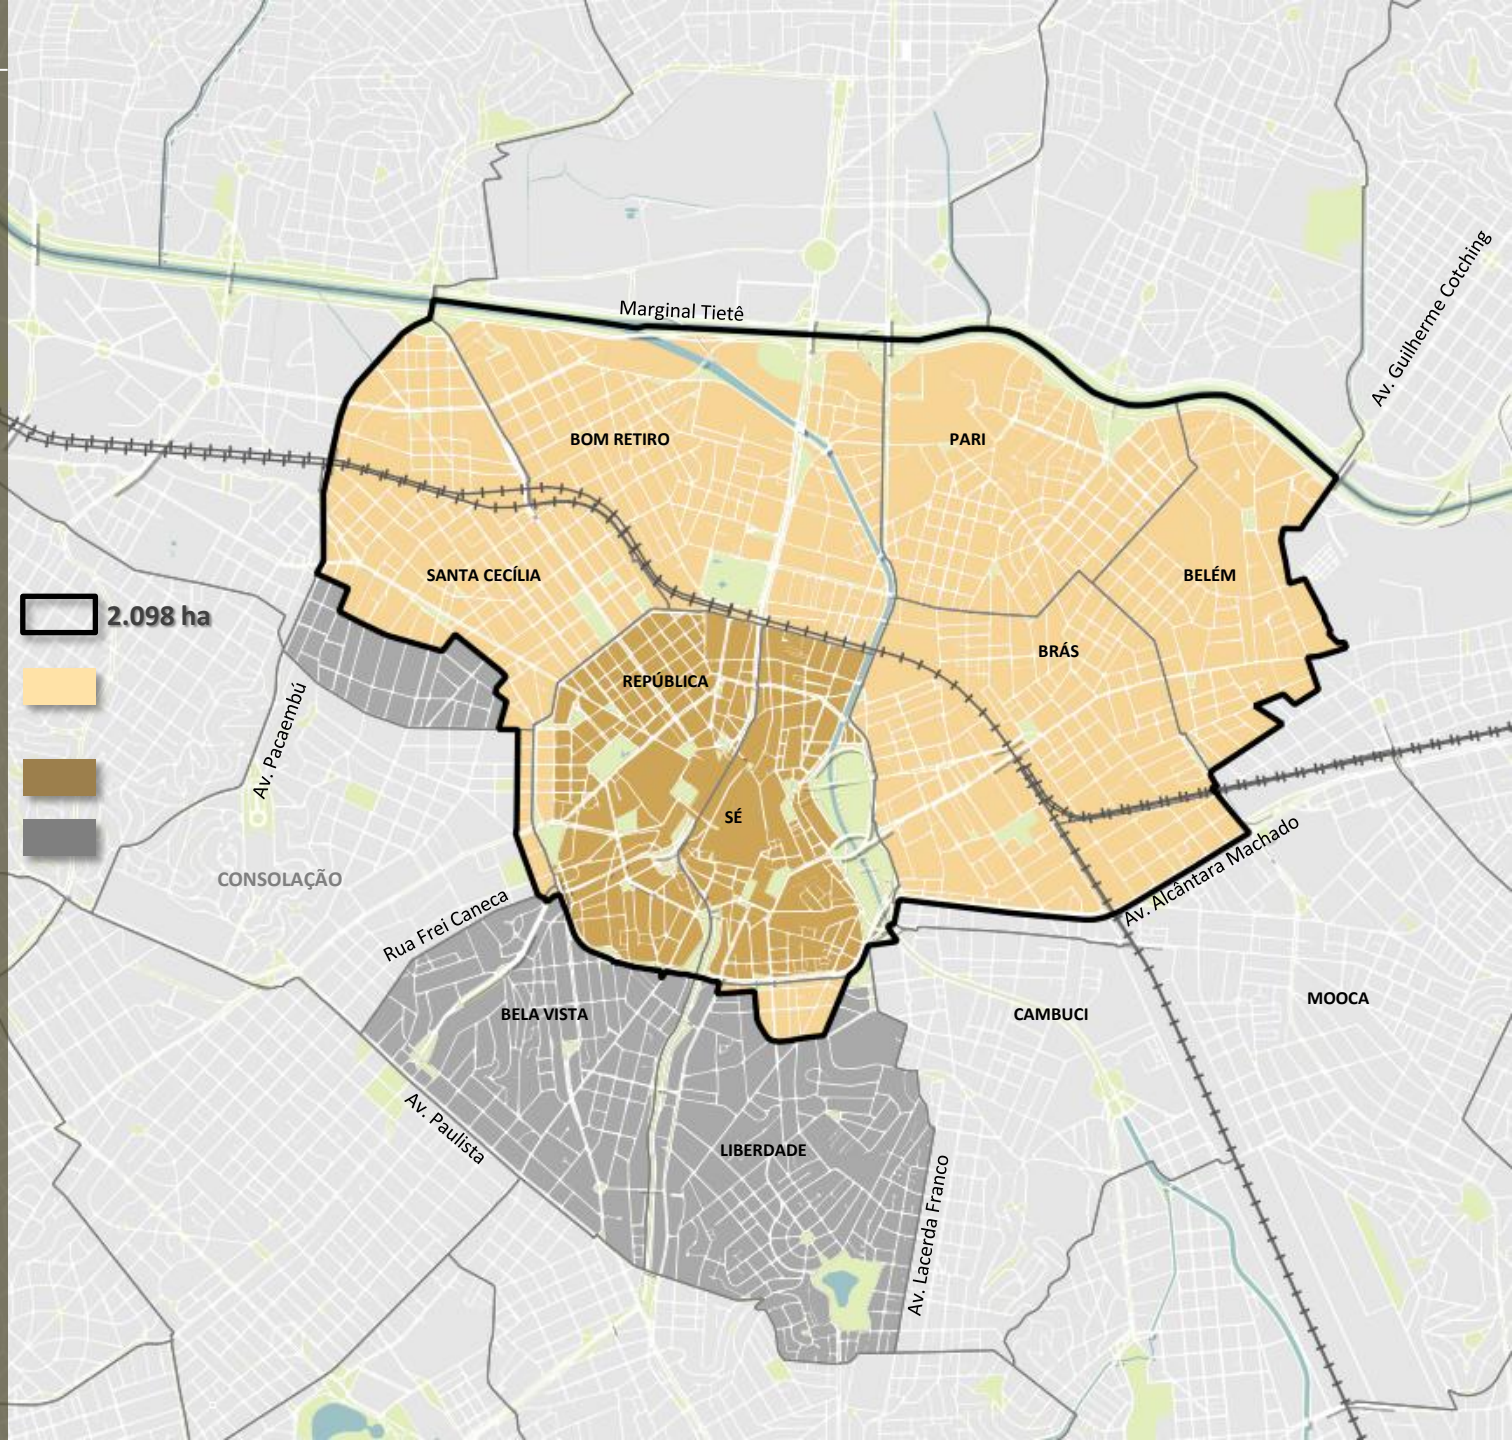 Av. Guilherme Cotching
Marginal Tietê
BOM RETIRO
PARI
SANTA CECÍLIA
BELÉM
2.098 ha
BRÁS
REPÚBLICA
Av. Pacaembú
SÉ
Av. Alcântara Machado
CONSOLAÇÃO
Rua Frei Caneca
MOOCA
BELA VISTA
CAMBUCI
Av. Paulista
LIBERDADE
Av. Lacerda Franco